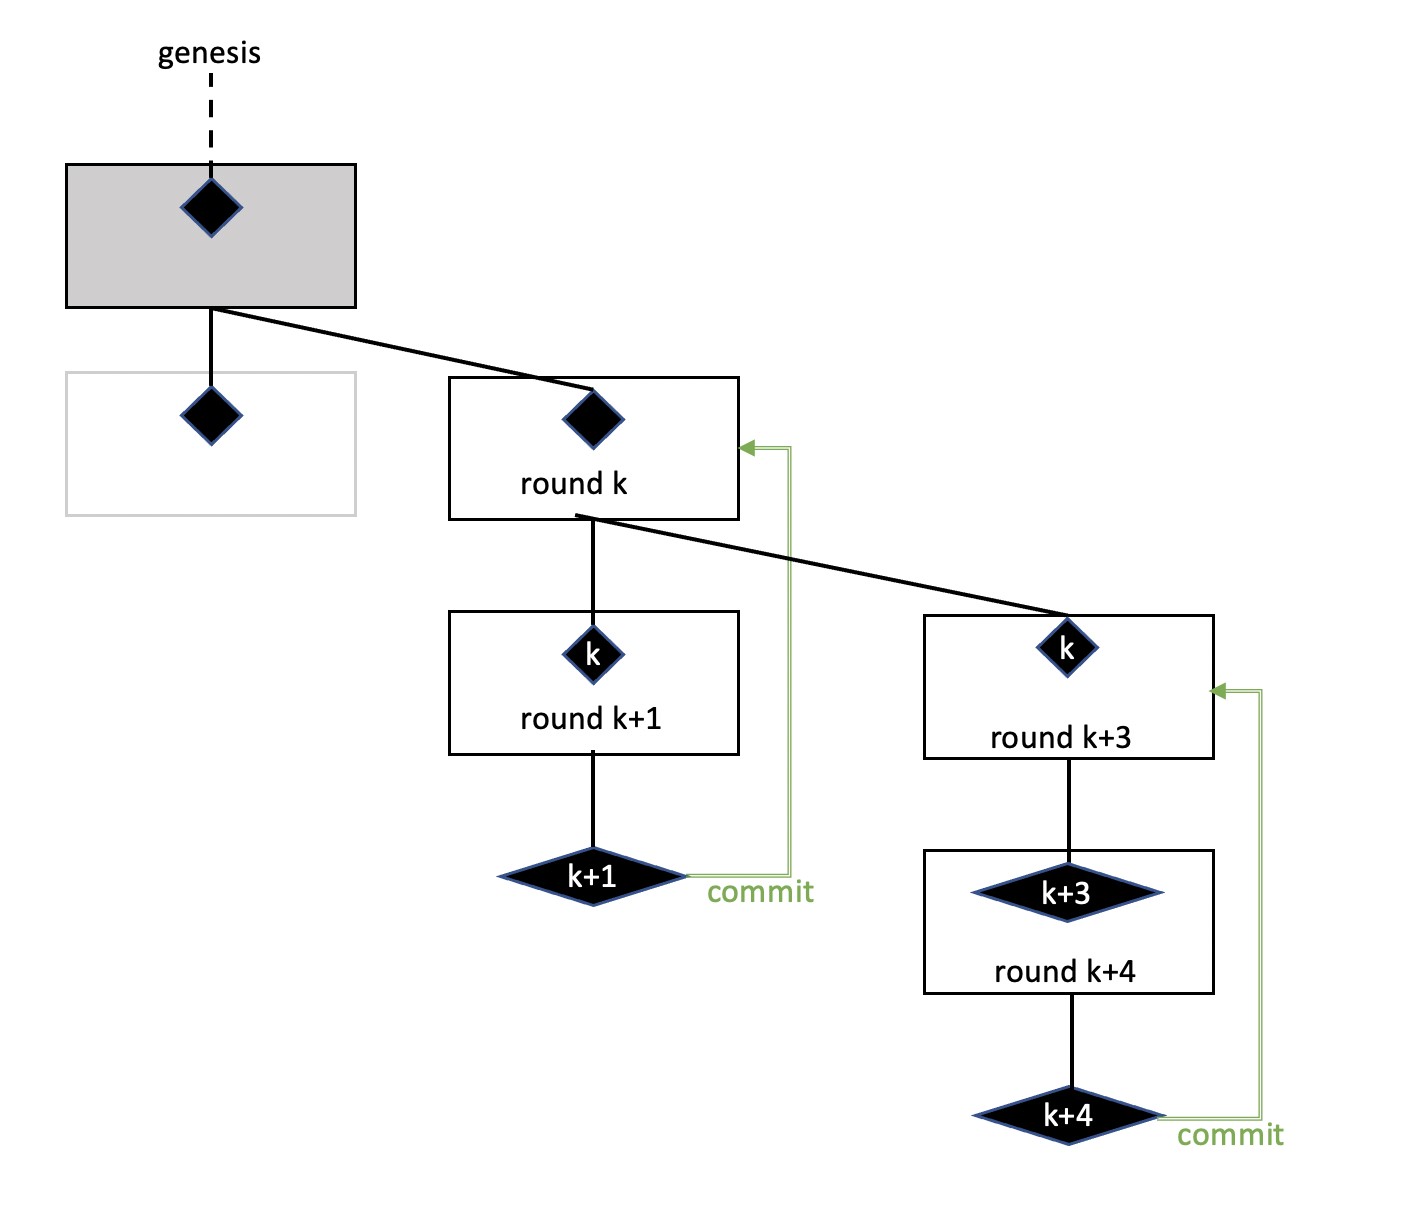 genesis
round k
k
round k+1
k+1
commit
k
round k+3
k+3
round k+4
k+4
commit